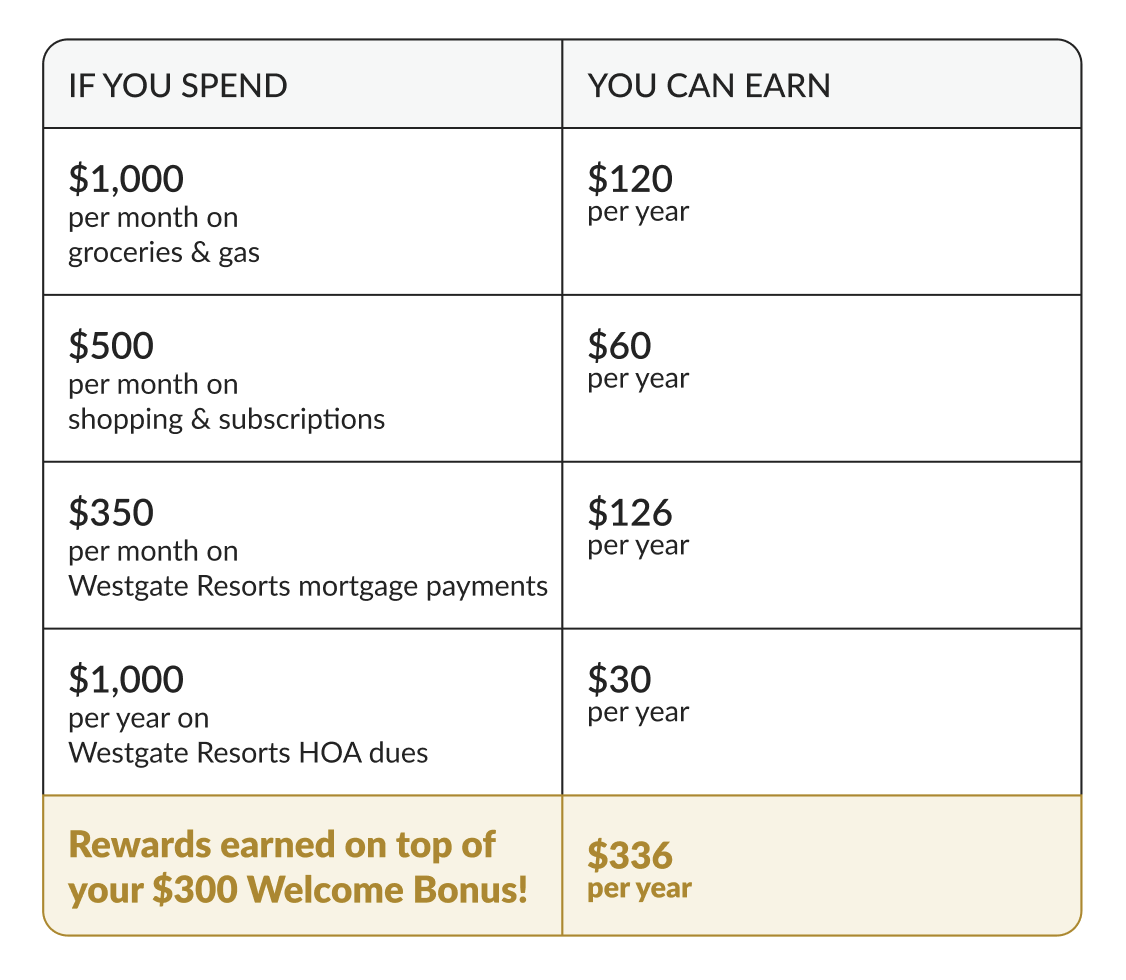 IF YOU SPEND
YOU CAN EARN
$1,000
per month on
groceries & gas
$120
per year
$500
per month on
shopping & subscriptions
$60
per year
$350
per month on
Westgate Resorts mortgage payments
$126
per year
$1,000
per year on
Westgate Resorts HOA dues
$30
per year
Rewards earned on top of
your $300 Welcome Bonus!
$336
per year